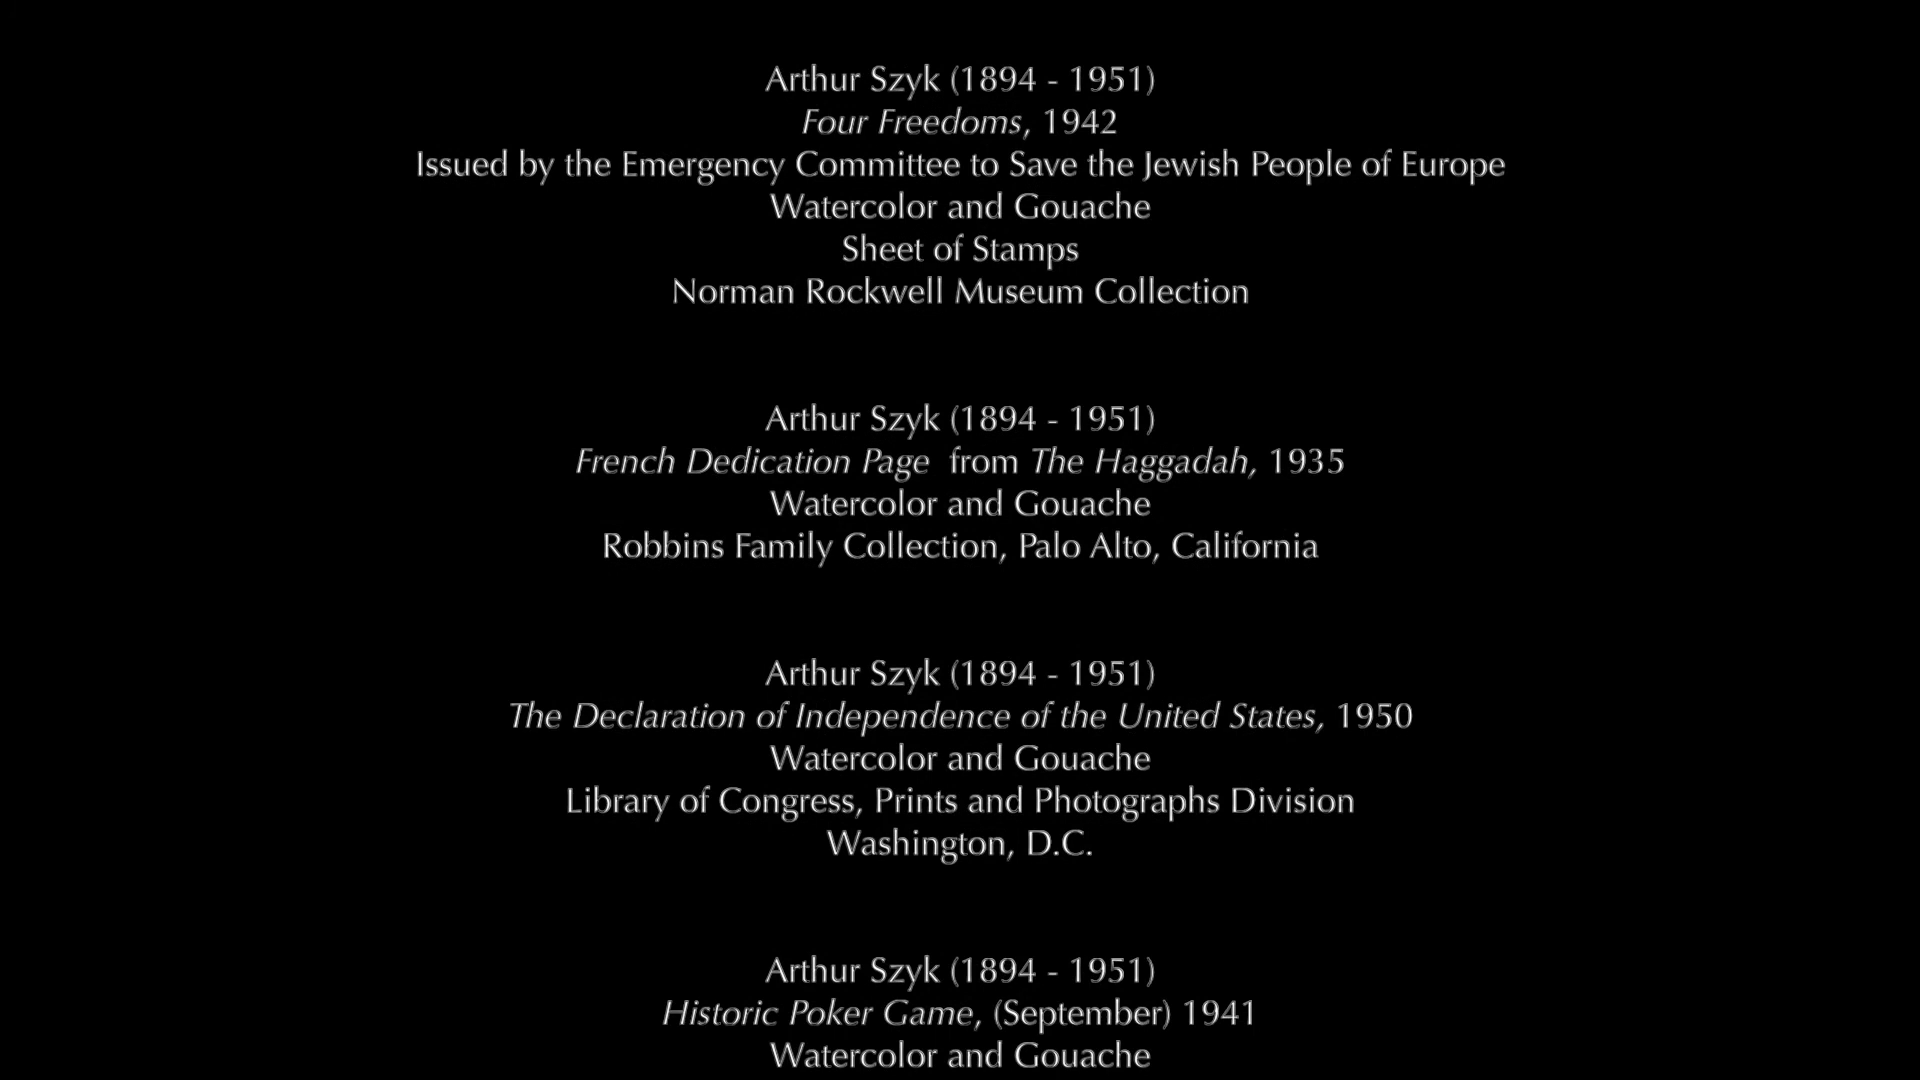 Arthur Szyk (1894 - 1951)
Four Freedoms, 1942
Issued by the Emergency Committee to Save the Jewish People of Europe
Watercolor and Gouache
Sheet of Stamps
Norman Rockwell Museum Collection
Arthur Szyk (1894 - 1951)
French Dedication Page from The Haggadah, 1935
Watercolor and Gouache
Robbins Family Collection, Palo Alto, California
Arthur Szyk (1894 - 1951)
The Declaration of Independence of the United States, 1950
Watercolor and Gouache
Library of Congress, Prints and Photographs Division
Washington, D.C.
Arthur Szyk (1894 - 1951)
Historic Poker Game, (September) 1941
Watercolor and Gouache